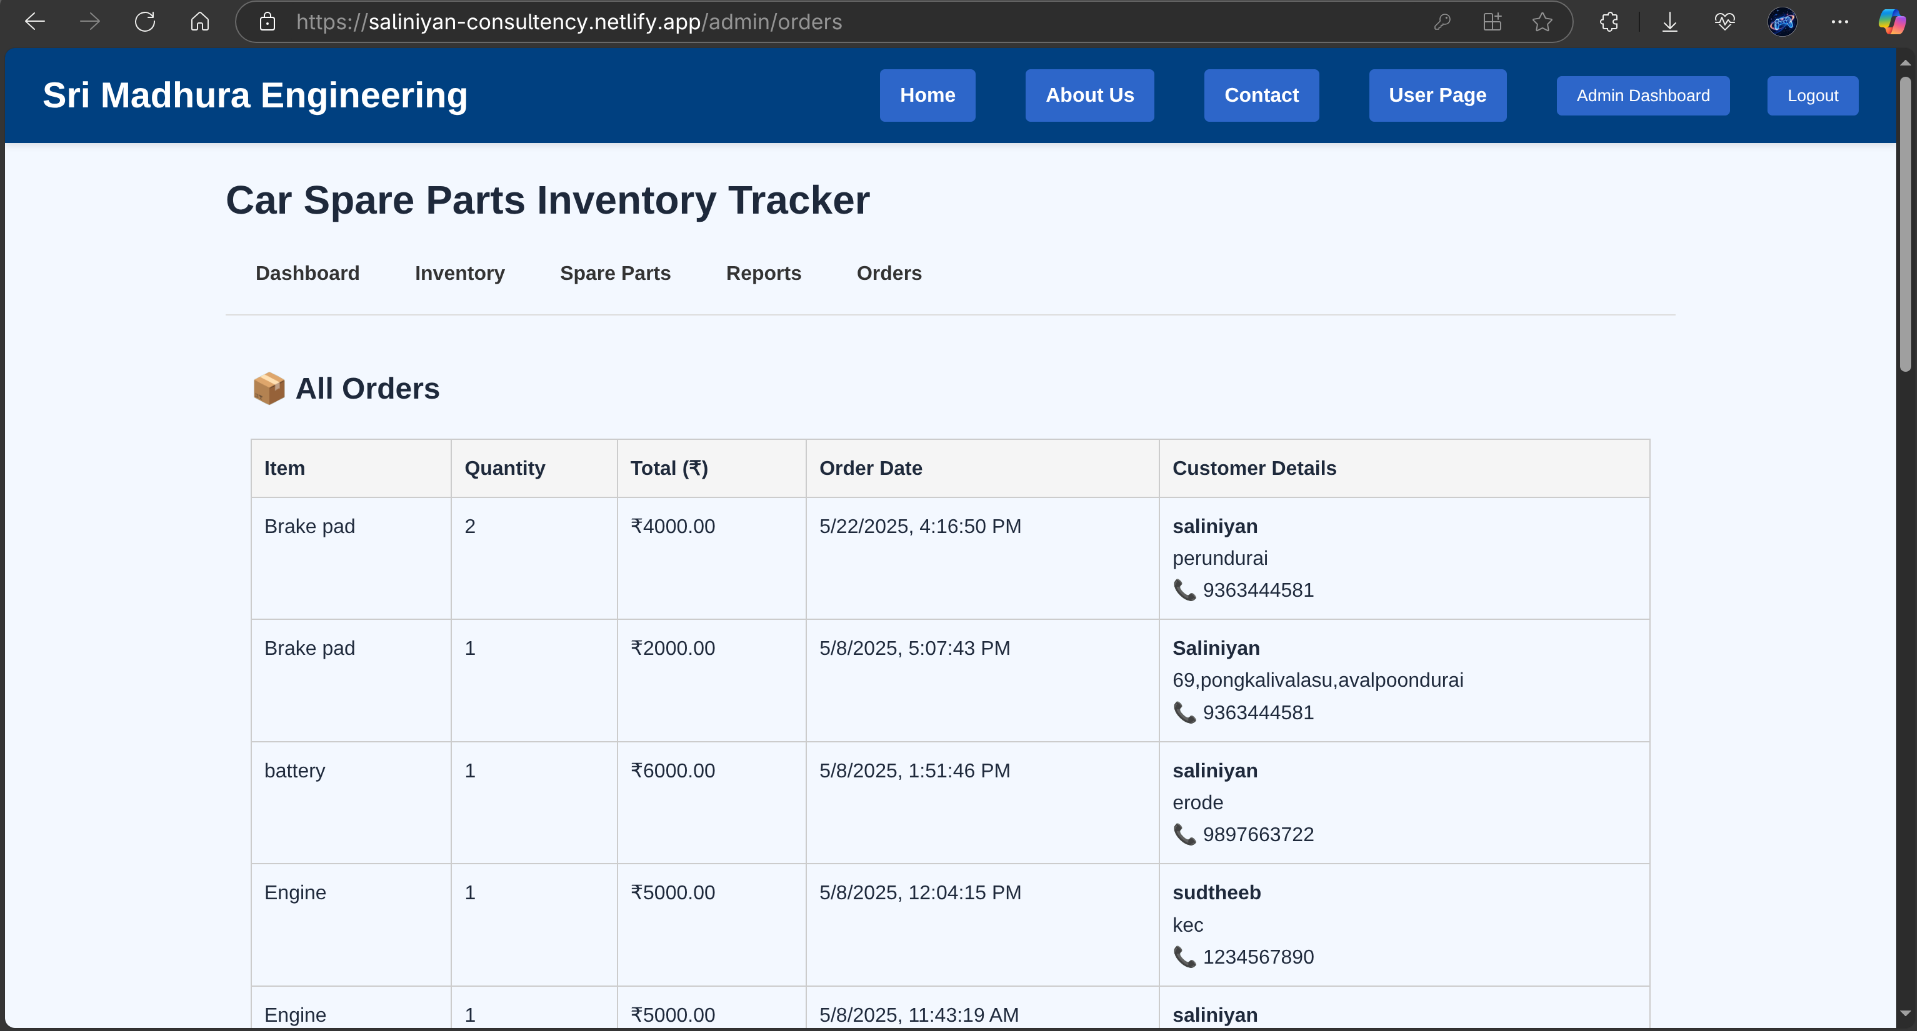 https://saliniyan-consultency.netlify.app/admin/orders
Sri Madhura Engineering
Home
About Us
Contact
User Page
Admin Dashboard
Logout
Car Spare Parts Inventory Tracker
Dashboard
Inventory
Spare Parts
Reports
Orders
📦 All Orders
Item
Quantity
Total (₹)
Order Date
Customer Details
Brake pad
2
₹4000.00
5/22/2025, 4:16:50 PM
saliniyan
perundurai
📞 9363444581
Brake pad
1
₹2000.00
5/8/2025, 5:07:43 PM
Saliniyan
69,pongkalivalasu,avalpoondurai
📞 9363444581
battery
1
₹6000.00
5/8/2025, 1:51:46 PM
saliniyan
erode
📞 9897663722
Engine
1
₹5000.00
5/8/2025, 12:04:15 PM
sudtheeb
kec
📞 1234567890
Engine
1
₹5000.00
5/8/2025, 11:43:19 AM
saliniyan